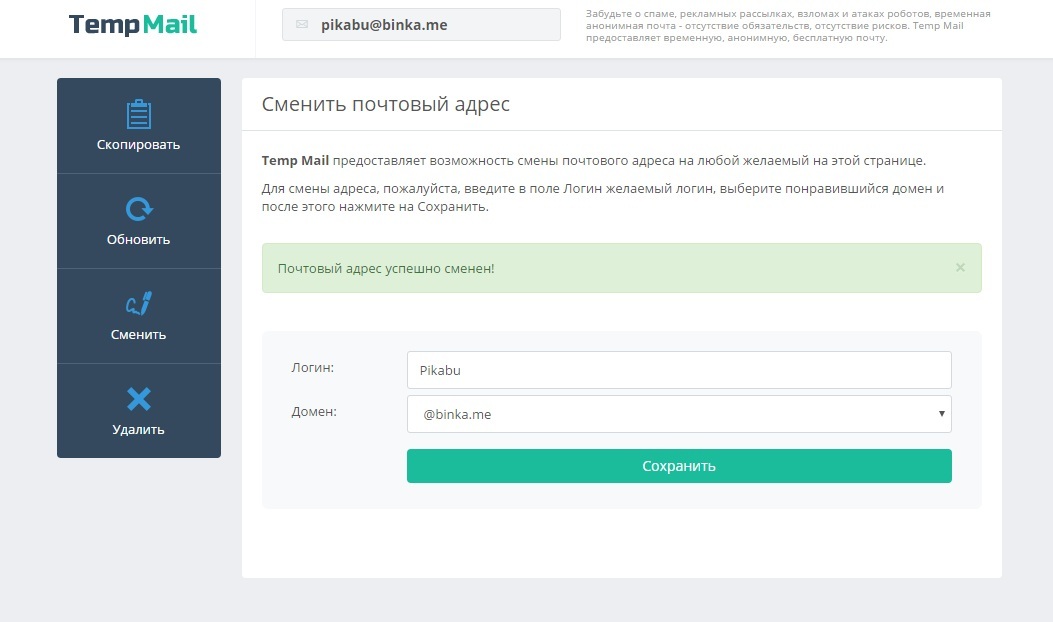 TempMail
pikabu@binka.me
Забудьте о спаме, рекламных рассылках, взломах и атаках роботов, временная
анонимная почта - отсутствие обязательств, отсутствие рисков. Temp Mail
предоставляет временную, анонимную, бесплатную почту.
Скопировать
Обновить
Сменить
Удалить
Сменить почтовый адрес
Temp Mail предоставляет возможность смены почтового адреса на любой желаемый на этой странице.
Для смены адреса, пожалуйста, введите в поле Логин желаемый логин, выберите понравившийся домен и
после этого нажмите на Сохранить.
Почтовый адрес успешно сменен! ×
Логин: Pikabu
Домен: @binka.me
Сохранить